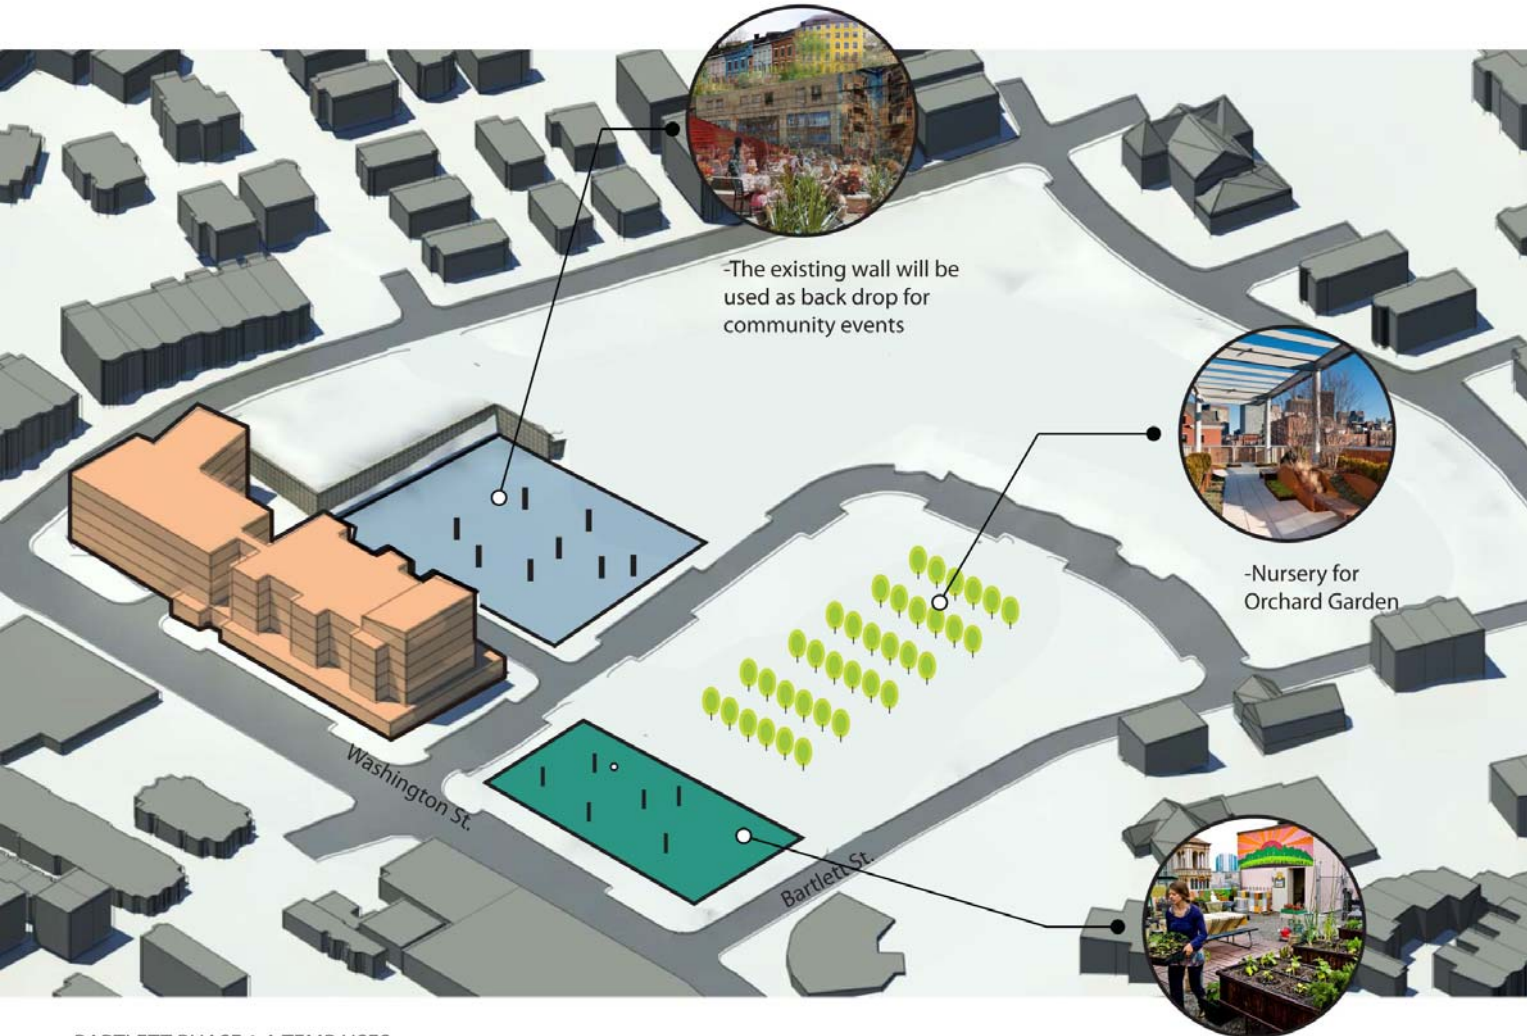 -The existing wall will be
used as back drop for
community events
-Nursery for
Orchard Garden
Washington St.
Bartlett St.